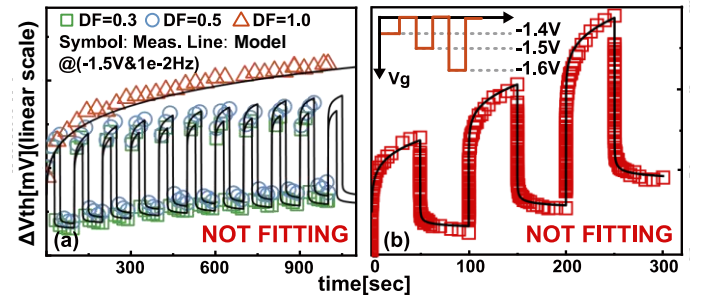 DF=0.3 DF=0.5 DF=1.0
Symbol: Meas. Line: Model
@(-1.5V&1e-2Hz)
ΔVth[mV](linear scale)
(a)
NOT FITTING
300 600 900
-1.4V
-1.5V
-1.6V
Vg
(b)
NOT FITTING
0 100 200 300
time[sec]